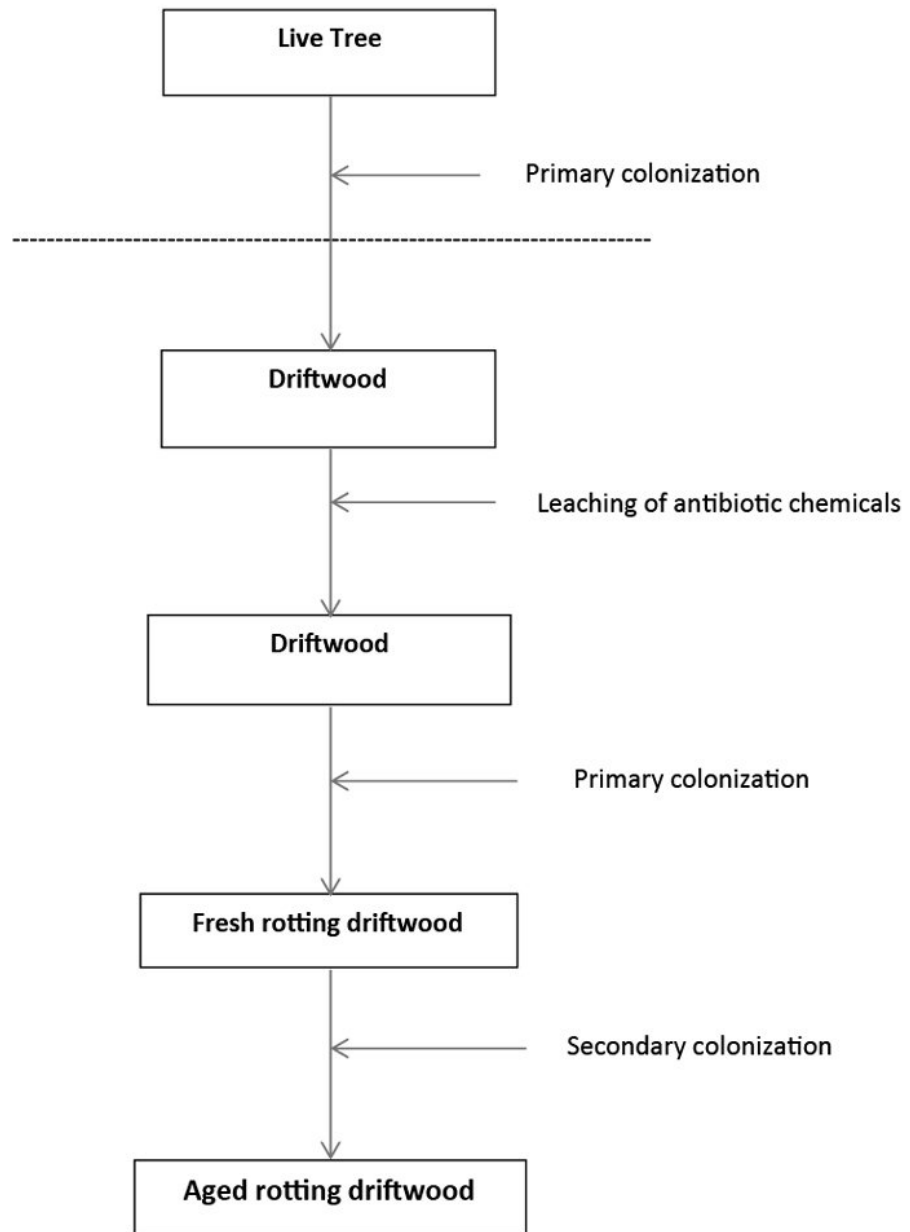 Live Tree
Primary colonization
Driftwood
Leaching of antibiotic chemicals
Driftwood
Primary colonization
Fresh rotting driftwood
Secondary colonization
Aged rotting driftwood